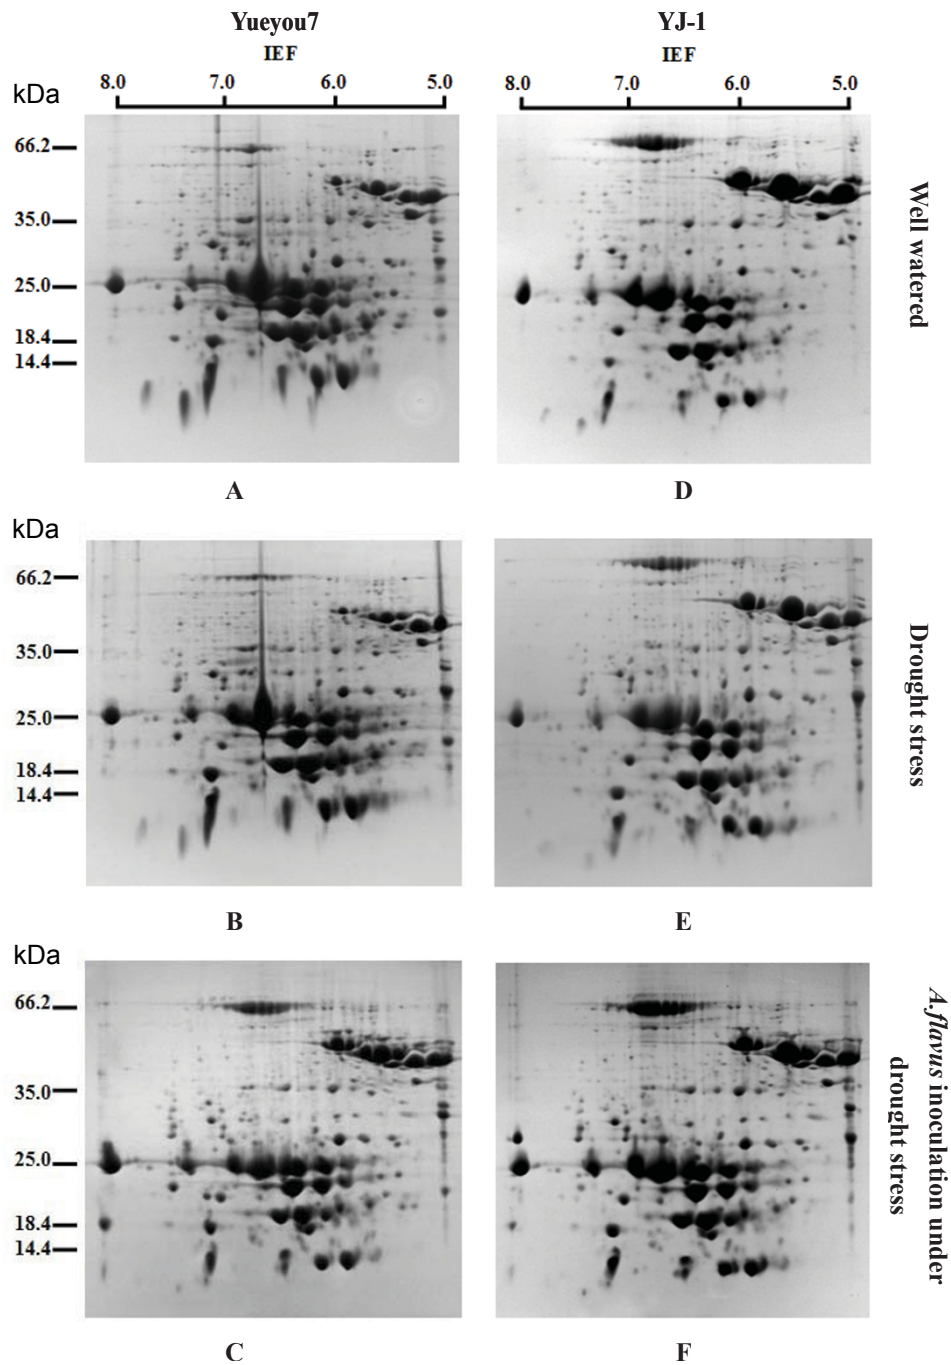 Yueyou7
YJ-1
IEF
IEF
8.0 7.0 6.0 5.0
8.0 7.0 6.0 5.0
kDa
66.2
35.0
25.0
18.4
14.4
Well watered
A
D
kDa
66.2
35.0
25.0
18.4
14.4
Drought stress
B
E
kDa
66.2
35.0
25.0
18.4
14.4
A.flavus inoculation under
drought stress
C
F